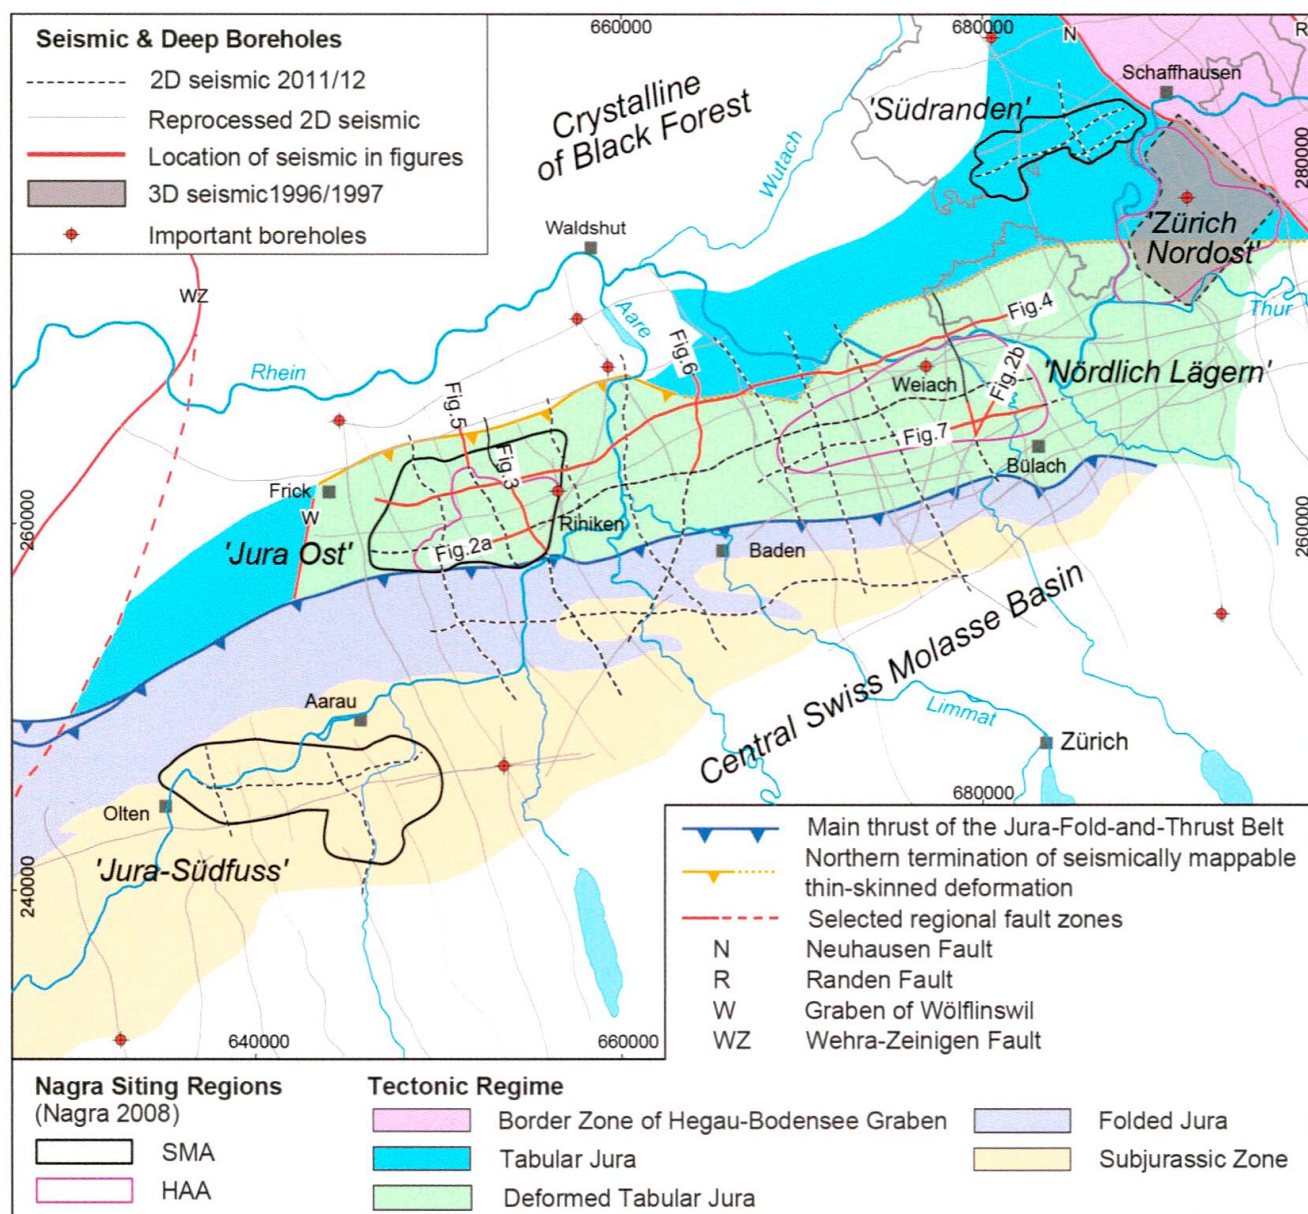 Seismic & Deep Boreholes
2D seismic 2011/12
Reprocessed 2D seismic
Location of seismic in figures
3D seismic1996/1997
Important boreholes
660000
680000
N
R
Schaffhausen
Crystalline
of Black Forest
'Südranden'
Wutach
280000
Waldshut
'Zürich
Nordost'
WZ
Aare
Thur
Fig.4
Rhein
Fig.6
Fig.2b
Weiach
'Nördlich Lägern'
Fig.5
Fig.7
Fig.3
Bülach
Frick
W
260000
260000
Riniken
'Jura Ost'
Fig.2a
Baden
Central Swiss Molasse Basin
Aarau
Limmat
Zürich
Olten
680000
'Jura-Südfuss'
240000
640000
660000
Main thrust of the Jura-Fold-and-Thrust Belt
Northern termination of seismically mappable
thin-skinned deformation
Selected regional fault zones
N Neuhausen Fault
R Randen Fault
W Graben of Wölflinswil
WZ Wehra-Zeinigen Fault
Nagra Siting Regions
(Nagra 2008)
SMA
HAA
Tectonic Regime
Border Zone of Hegau-Bodensee Graben
Tabular Jura
Deformed Tabular Jura
Folded Jura
Subjurassic Zone